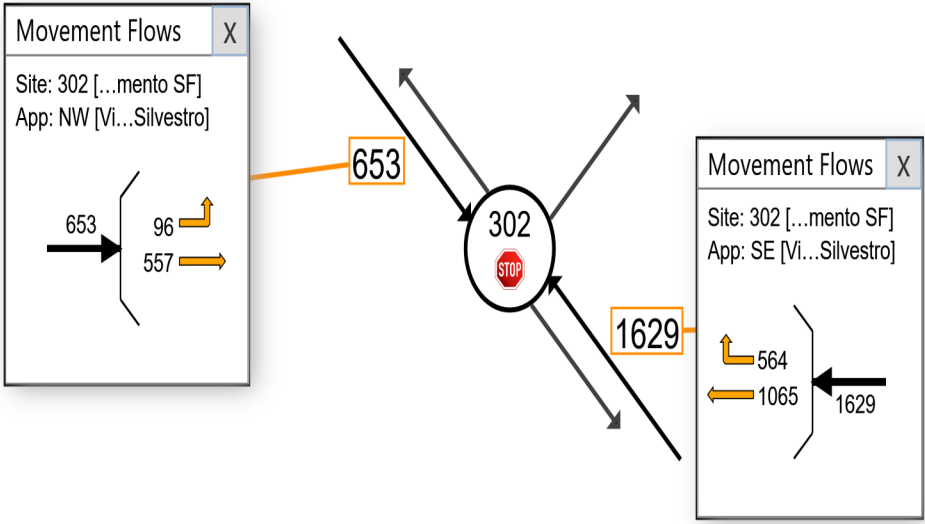 Movement Flows X
Site: 302 [...mento SF]
App: NW [Vi...Silvestro]
653
96
557
653
302
STOP
1629
Movement Flows X
Site: 302 [...mento SF]
App: SE [Vi...Silvestro]
564
1065
1629